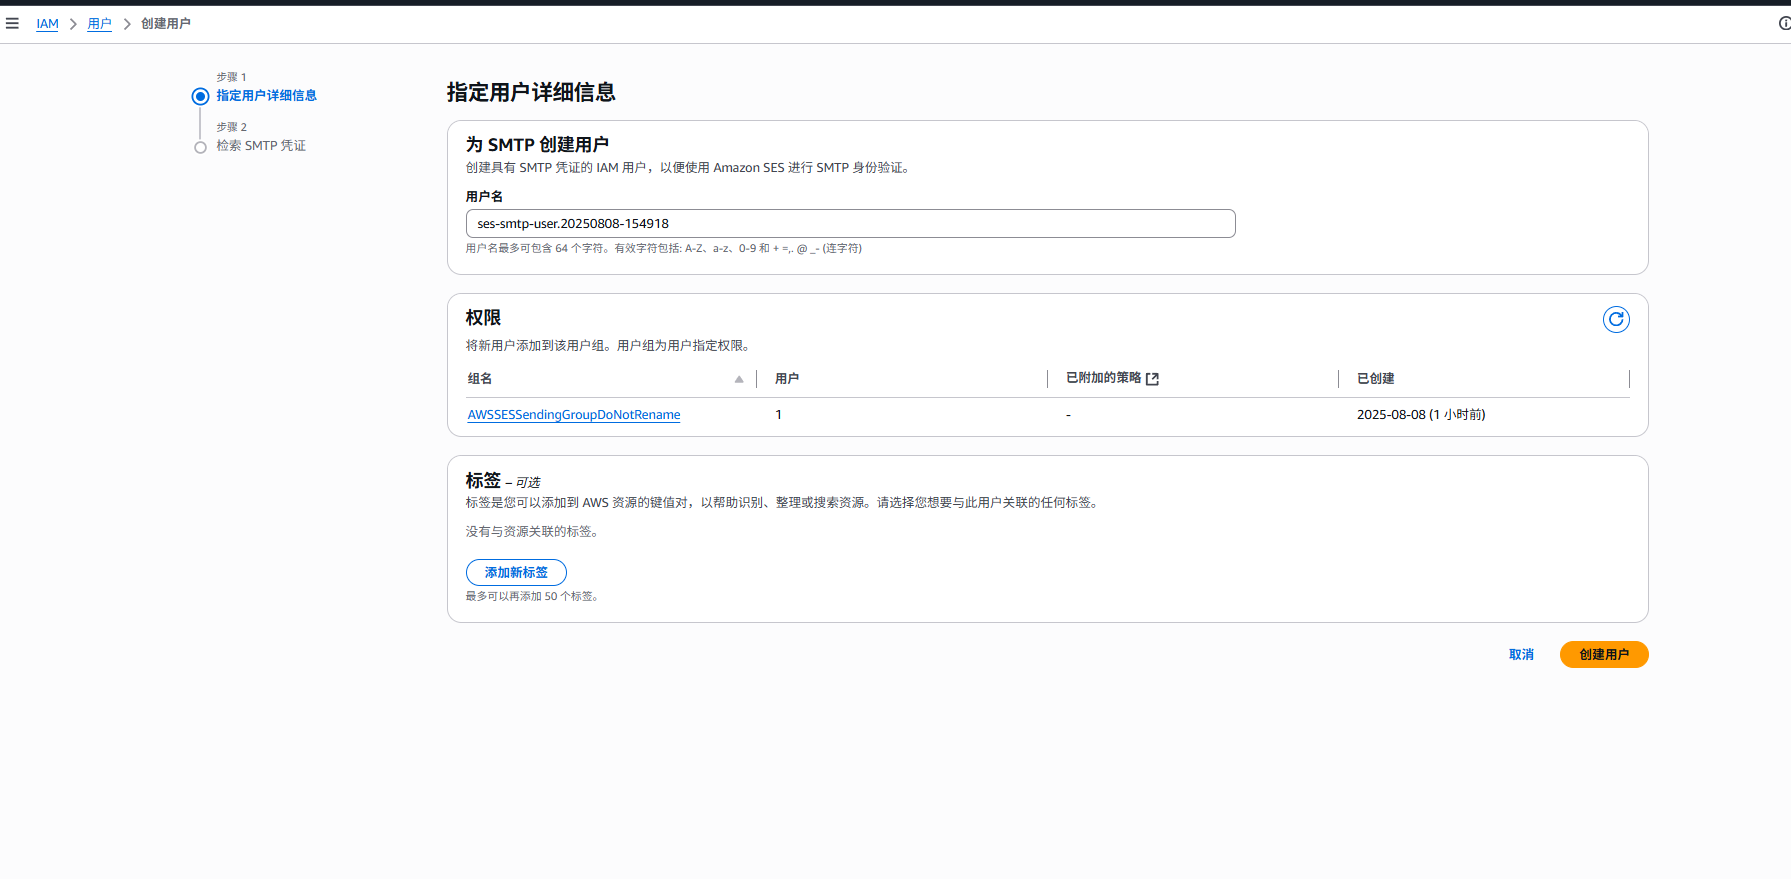 IAM > 用户 > 创建用户
步骤 1
指定用户详细信息
步骤 2
检索 SMTP 凭证
指定用户详细信息
为 SMTP 创建用户
创建具有 SMTP 凭证的 IAM 用户，以便使用 Amazon SES 进行 SMTP 身份验证。
用户名
ses-smtp-user.20250808-154918
用户名最多可包含 64 个字符。有效字符包括: A-Z、a-z、0-9 和 + =,. @ _- (连字符)
权限
将新用户添加到该用户组。用户组为用户指定权限。
组名 用户 已附加的策略 已创建
AWSSESSendingGroupDoNotRename 1 - 2025-08-08 (1 小时前)
标签 – 可选
标签是您可以添加到 AWS 资源的键值对，以帮助识别、整理或搜索资源。请选择您想要与此用户关联的任何标签。
没有与资源关联的标签。
添加新标签
最多可以再添加 50 个标签。
取消 创建用户